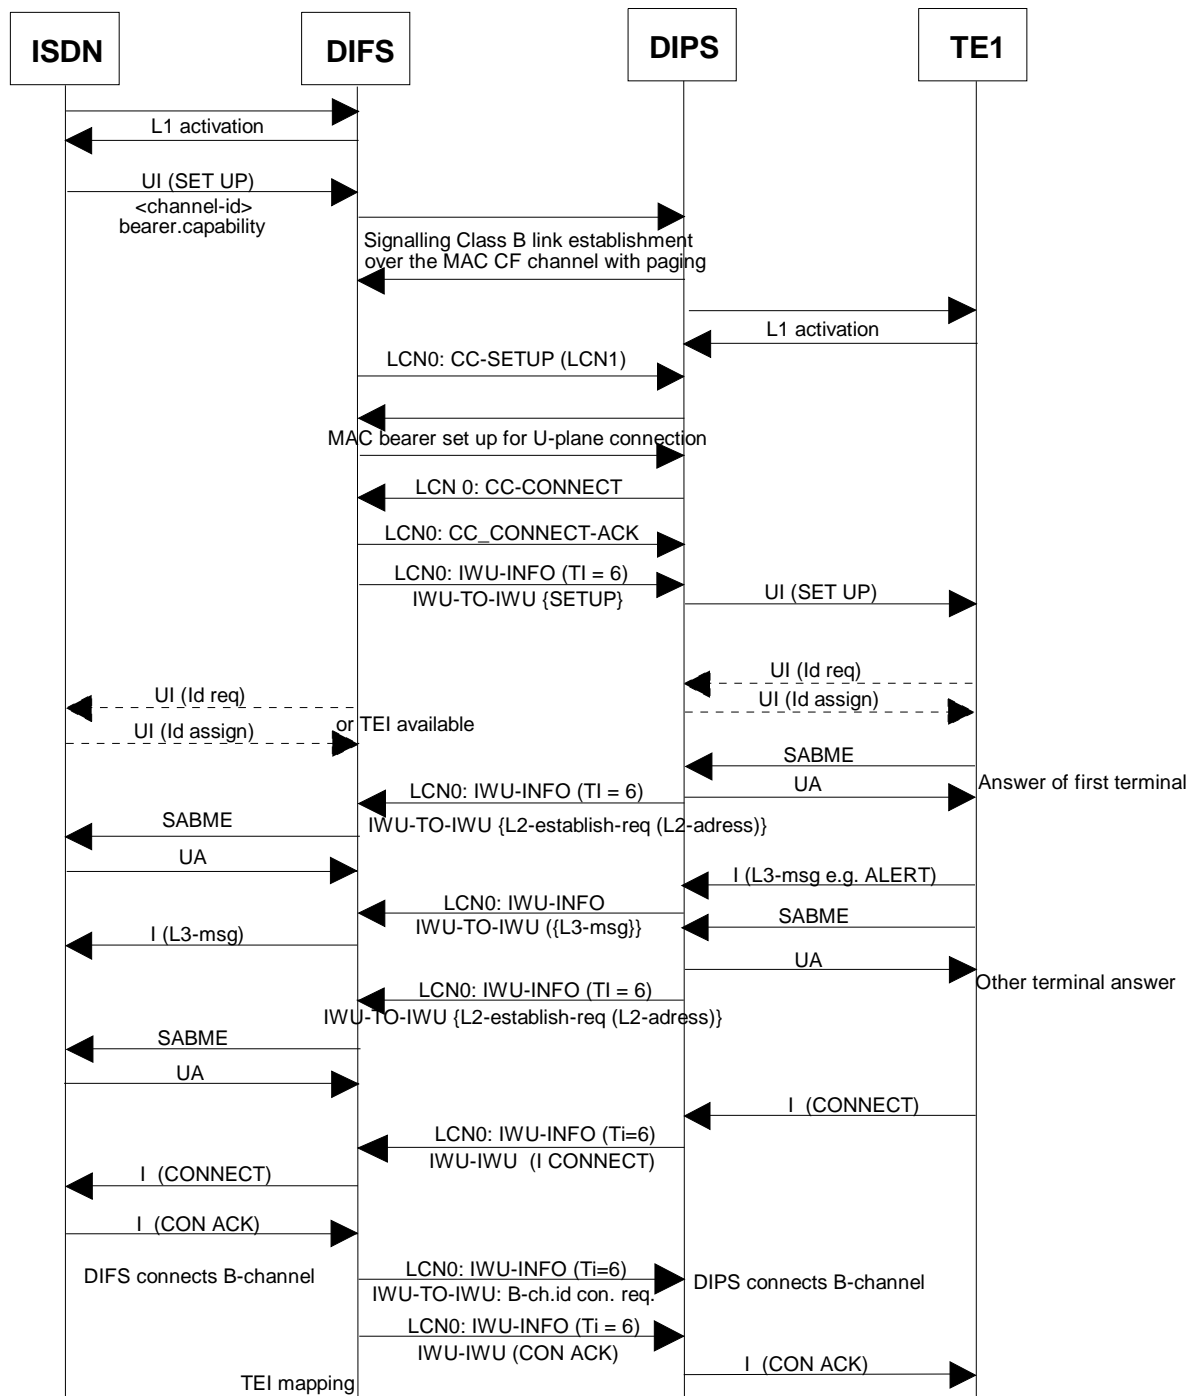 ISDN
DIFS
DIPS
TE1
L1 activation
UI (SET UP)
<channel-id>
bearer.capability
Signalling Class B link establishment
over the MAC CF channel with paging
L1 activation
LCN0: CC-SETUP (LCN1)
MAC bearer set up for U-plane connection
LCN 0: CC-CONNECT
LCN0: CC_CONNECT-ACK
LCN0: IWU-INFO (TI = 6)
IWU-TO-IWU {SETUP}
UI (SET UP)
UI (Id req)
UI (Id assign)
UI (Id req)
or TEI available
UI (Id assign)
SABME
UA
Answer of first terminal
LCN0: IWU-INFO (TI = 6)
IWU-TO-IWU {L2-establish-req (L2-adress)}
SABME
UA
I (L3-msg e.g. ALERT)
LCN0: IWU-INFO
IWU-TO-IWU ({L3-msg}}
SABME
I (L3-msg)
UA
Other terminal answer
LCN0: IWU-INFO (TI = 6)
IWU-TO-IWU {L2-establish-req (L2-adress)}
SABME
UA
I (CONNECT)
LCN0: IWU-INFO (Ti=6)
IWU-IWU (I CONNECT)
I (CONNECT)
I (CON ACK)
DIFS connects B-channel
LCN0: IWU-INFO (Ti=6)
IWU-TO-IWU: B-ch.id con. req.
DIPS connects B-channel
LCN0: IWU-INFO (Ti = 6)
IWU-IWU (CON ACK)
I (CON ACK)
TEI mapping